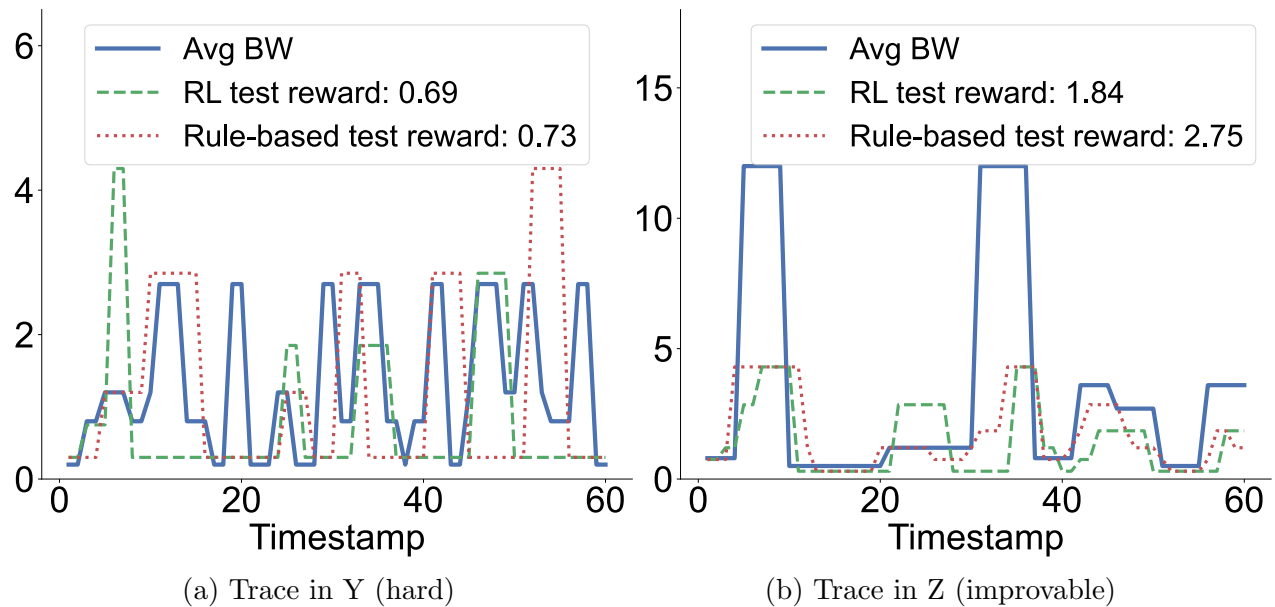 Avg BW
RL test reward: 0.69
Rule-based test reward: 0.73
6
4
2
0
0
20
40
60
Timestamp
(a) Trace in Y (hard)
Avg BW
RL test reward: 1.84
Rule-based test reward: 2.75
15
10
5
0
0
20
40
60
Timestamp
(b) Trace in Z (improvable)